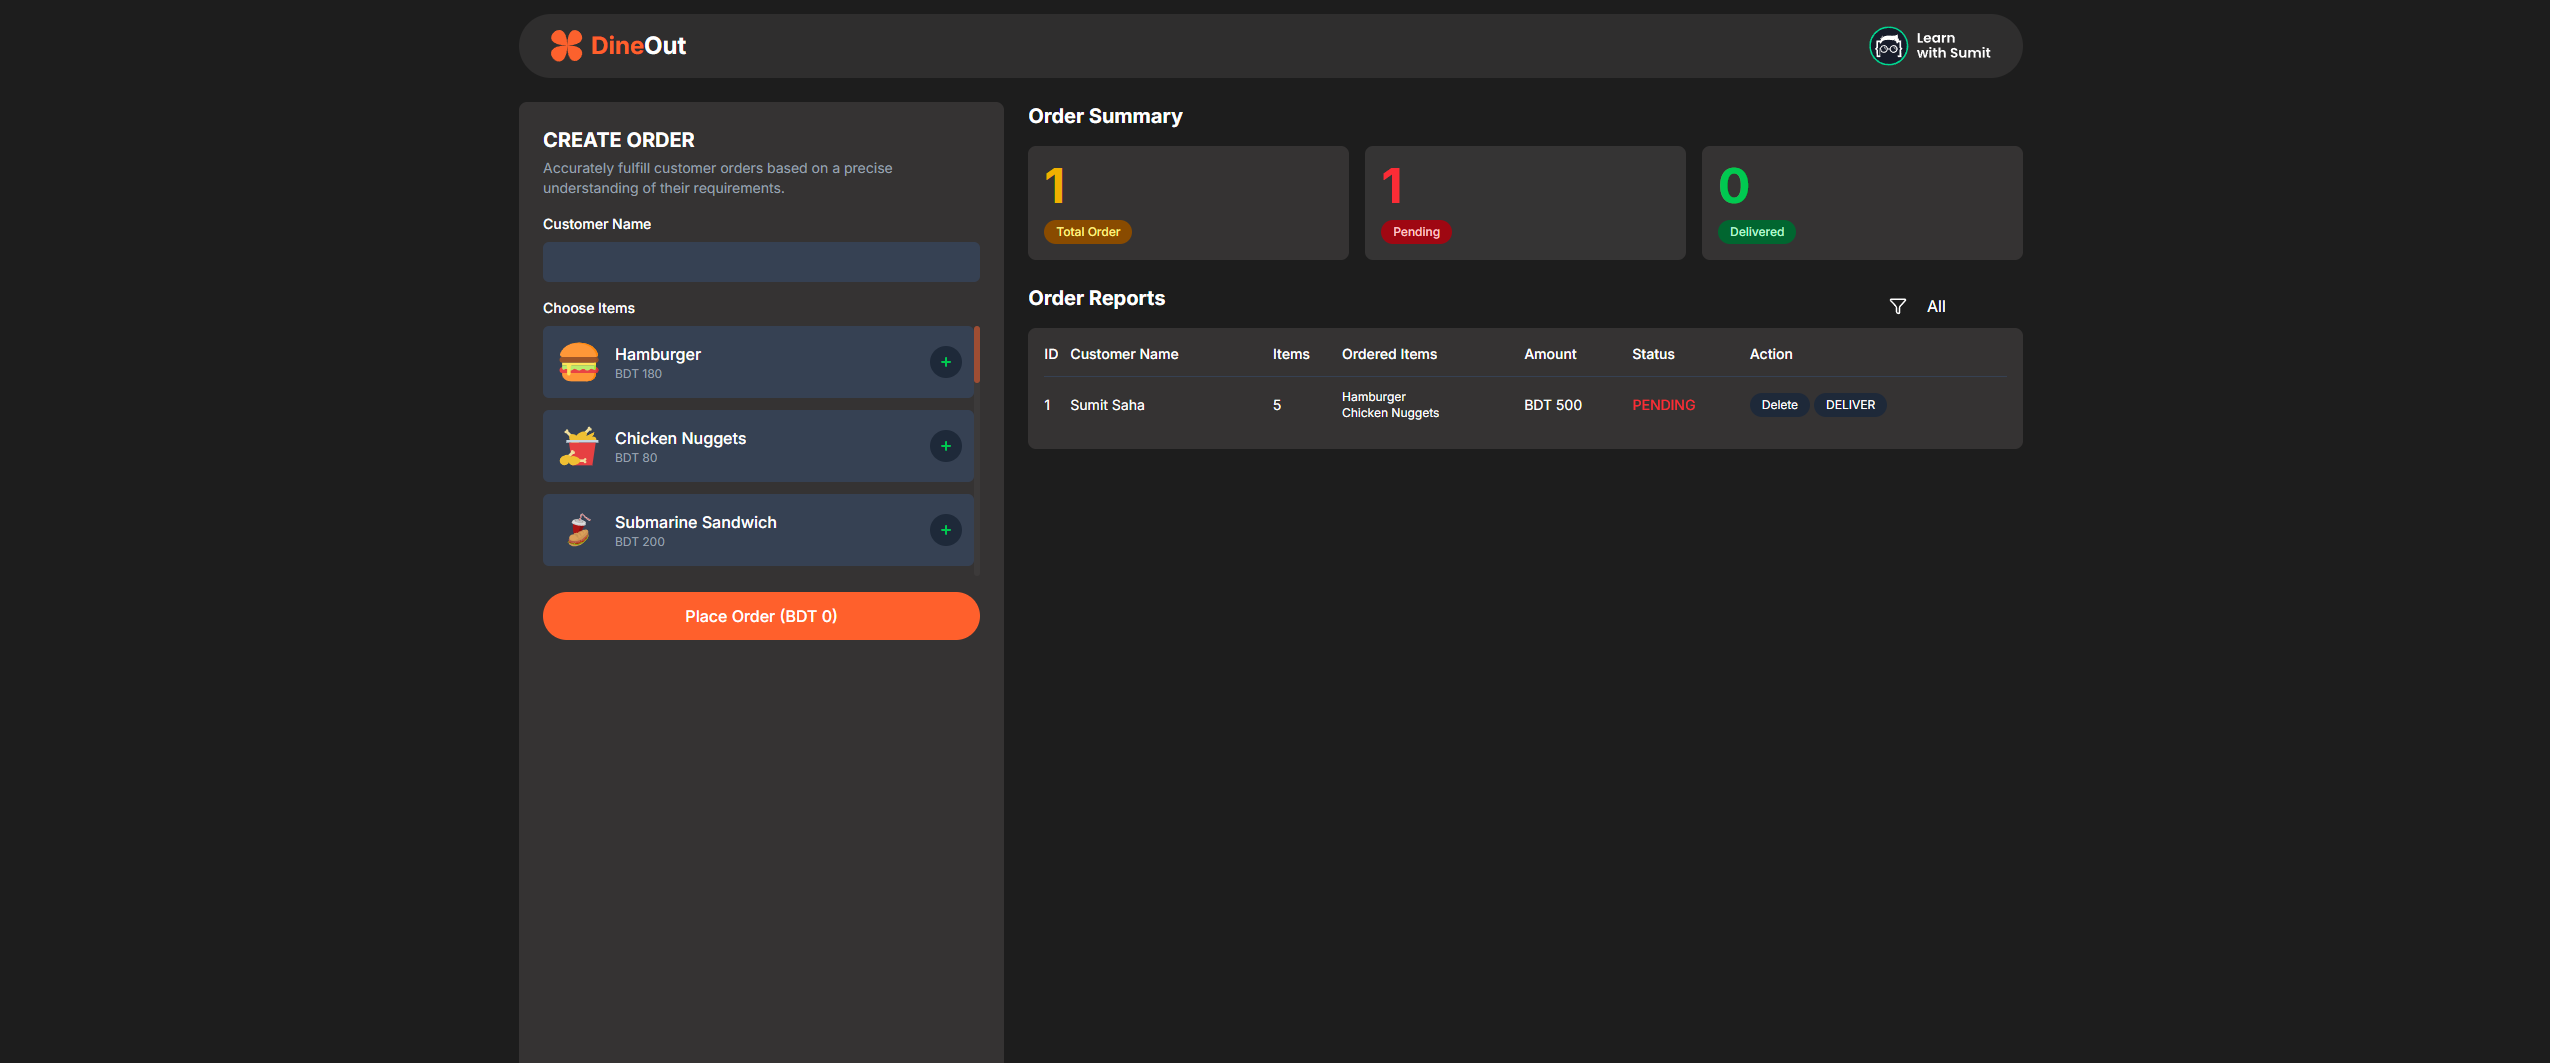 DineOut
Learn
with Sumit
CREATE ORDER
Accurately fulfill customer orders based on a precise
understanding of their requirements.
Customer Name
Choose Items
Hamburger
BDT 180
+
Chicken Nuggets
BDT 80
+
Submarine Sandwich
BDT 200
+
Place Order (BDT 0)
Order Summary
1
Total Order
1
Pending
0
Delivered
Order Reports
All
ID Customer Name Items Ordered Items Amount Status Action
1 Sumit Saha 5 Hamburger BDT 500 PENDING Delete DELIVER
Chicken Nuggets